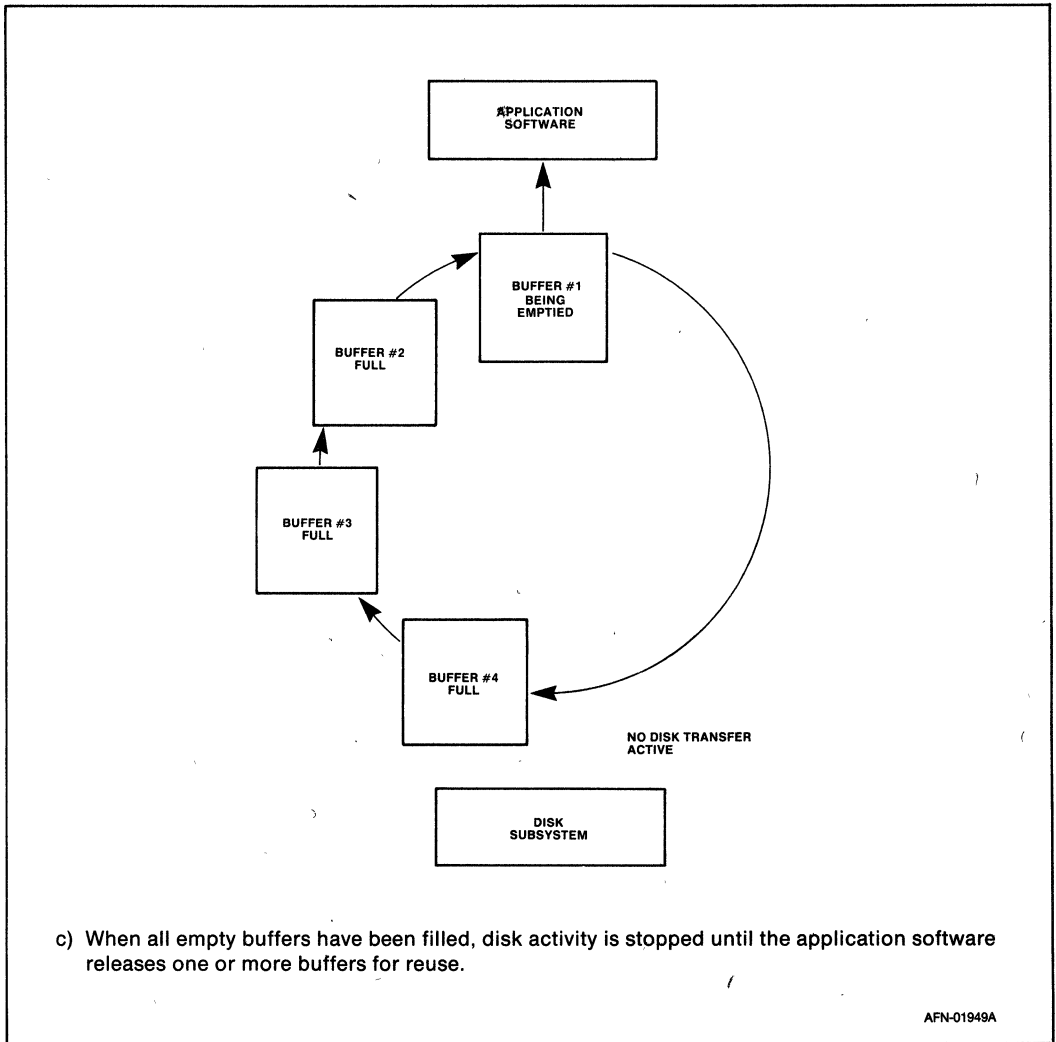 APPLICATION
SOFTWARE
BUFFER #1
BEING
EMPTIED
BUFFER #2
FULL
BUFFER #3
FULL
BUFFER #4
FULL
NO DISK TRANSFER
ACTIVE
DISK
SUBSYSTEM
c) When all empty buffers have been filled, disk activity is stopped until the application software
releases one or more buffers for reuse.
AFN-01949A